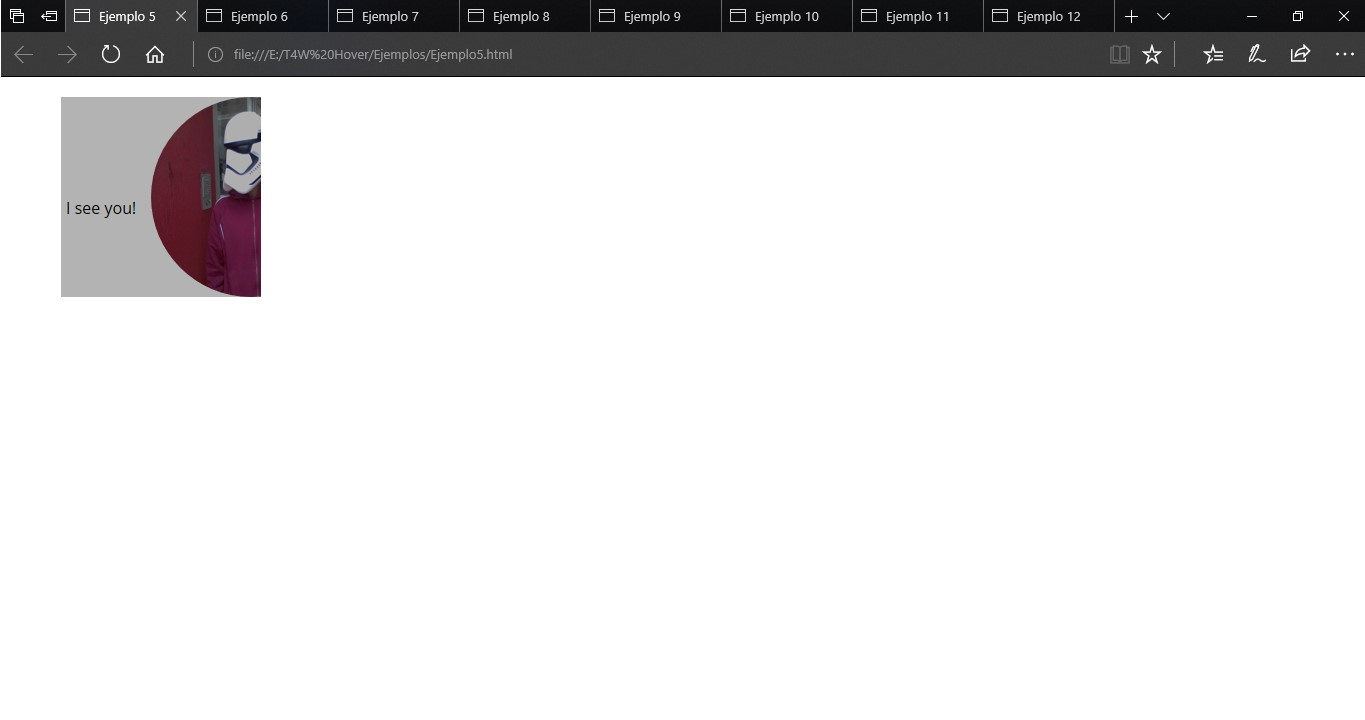 Ejemplo 5
Ejemplo 6
Ejemplo 7
Ejemplo 8
Ejemplo 9
Ejemplo 10
Ejemplo 11
Ejemplo 12
file:///E:/T4W%20Hover/Ejemplos/Ejemplo5.html
I see you!